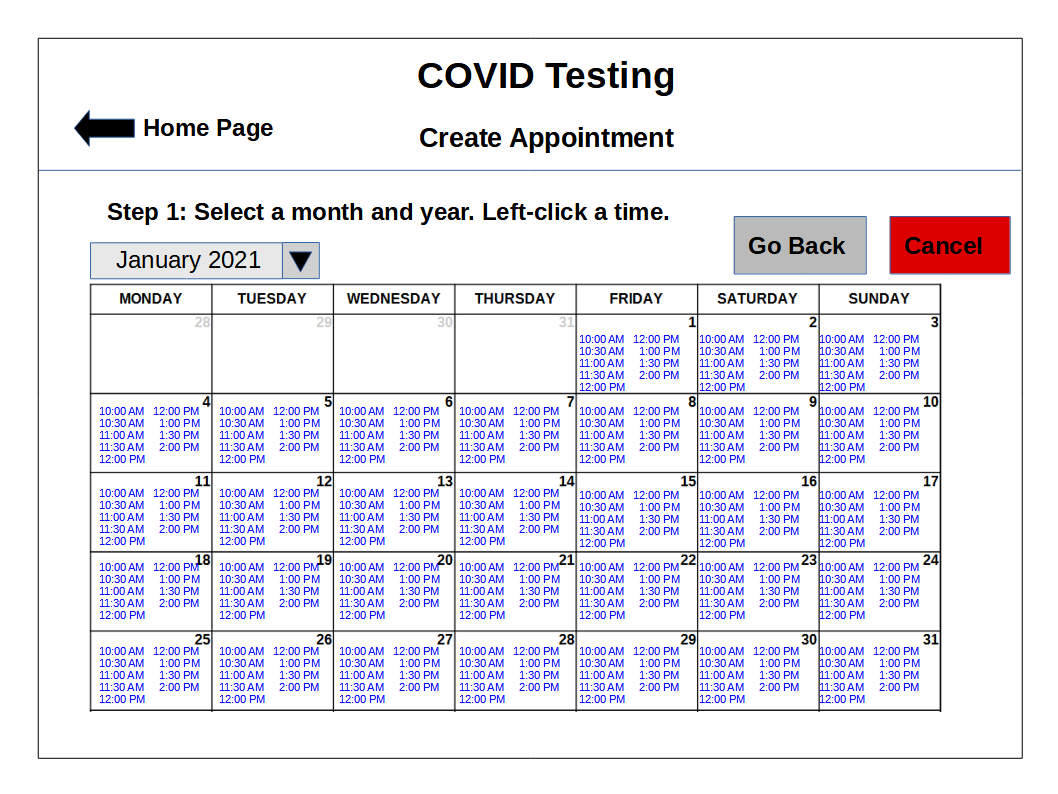 COVID Testing
Home Page
Create Appointment
Step 1: Select a month and year. Left-click a time.
Go Back
Cancel
January 2021
MONDAY TUESDAY WEDNESDAY THURSDAY FRIDAY SATURDAY SUNDAY
28 29 30 31 1 2 3
10:00 AM 12:00 PM 10:00 AM 12:00 PM 10:00 AM 12:00 PM
10:30 AM 1:00 PM 10:30 AM 1:00 PM 10:30 AM 1:00 PM
11:00 AM 1:30 PM 11:00 AM 1:30 PM 11:00 AM 1:30 PM
11:30 AM 2:00 PM 11:30 AM 2:00 PM 11:30 AM 2:00 PM
12:00 PM 12:00 PM 12:00 PM
4 5 6 7 8 9 10
10:00 AM 12:00 PM 10:00 AM 12:00 PM 10:00 AM 12:00 PM 10:00 AM 12:00 PM 10:00 AM 12:00 PM 10:00 AM 12:00 PM 10:00 AM 12:00 PM
10:30 AM 1:00 PM 10:30 AM 1:00 PM 10:30 AM 1:00 PM 10:30 AM 1:00 PM 10:30 AM 1:00 PM 10:30 AM 1:00 PM 10:30 AM 1:00 PM
11:00 AM 1:30 PM 11:00 AM 1:30 PM 11:00 AM 1:30 PM 11:00 AM 1:30 PM 11:00 AM 1:30 PM 11:00 AM 1:30 PM 11:00 AM 1:30 PM
11:30 AM 2:00 PM 11:30 AM 2:00 PM 11:30 AM 2:00 PM 11:30 AM 2:00 PM 11:30 AM 2:00 PM 11:30 AM 2:00 PM 11:30 AM 2:00 PM
12:00 PM 12:00 PM 12:00 PM 12:00 PM 12:00 PM 12:00 PM 12:00 PM
11 12 13 14 15 16 17
10:00 AM 12:00 PM 10:00 AM 12:00 PM 10:00 AM 12:00 PM 10:00 AM 12:00 PM 10:00 AM 12:00 PM 10:00 AM 12:00 PM 10:00 AM 12:00 PM
10:30 AM 1:00 PM 10:30 AM 1:00 PM 10:30 AM 1:00 PM 10:30 AM 1:00 PM 10:30 AM 1:00 PM 10:30 AM 1:00 PM 10:30 AM 1:00 PM
11:00 AM 1:30 PM 11:00 AM 1:30 PM 11:00 AM 1:30 PM 11:00 AM 1:30 PM 11:00 AM 1:30 PM 11:00 AM 1:30 PM 11:00 AM 1:30 PM
11:30 AM 2:00 PM 11:30 AM 2:00 PM 11:30 AM 2:00 PM 11:30 AM 2:00 PM 11:30 AM 2:00 PM 11:30 AM 2:00 PM 11:30 AM 2:00 PM
12:00 PM 12:00 PM 12:00 PM 12:00 PM 12:00 PM 12:00 PM 12:00 PM
18 19 20 21 22 23 24
10:00 AM 12:00 PM 10:00 AM 12:00 PM 10:00 AM 12:00 PM 10:00 AM 12:00 PM 10:00 AM 12:00 PM 10:00 AM 12:00 PM 10:00 AM 12:00 PM
10:30 AM 1:00 PM 10:30 AM 1:00 PM 10:30 AM 1:00 PM 10:30 AM 1:00 PM 10:30 AM 1:00 PM 10:30 AM 1:00 PM 10:30 AM 1:00 PM
11:00 AM 1:30 PM 11:00 AM 1:30 PM 11:00 AM 1:30 PM 11:00 AM 1:30 PM 11:00 AM 1:30 PM 11:00 AM 1:30 PM 11:00 AM 1:30 PM
11:30 AM 2:00 PM 11:30 AM 2:00 PM 11:30 AM 2:00 PM 11:30 AM 2:00 PM 11:30 AM 2:00 PM 11:30 AM 2:00 PM 11:30 AM 2:00 PM
12:00 PM 12:00 PM 12:00 PM 12:00 PM 12:00 PM 12:00 PM 12:00 PM
25 26 27 28 29 30 31
10:00 AM 12:00 PM 10:00 AM 12:00 PM 10:00 AM 12:00 PM 10:00 AM 12:00 PM 10:00 AM 12:00 PM 10:00 AM 12:00 PM 10:00 AM 12:00 PM
10:30 AM 1:00 PM 10:30 AM 1:00 PM 10:30 AM 1:00 PM 10:30 AM 1:00 PM 10:30 AM 1:00 PM 10:30 AM 1:00 PM 10:30 AM 1:00 PM
11:00 AM 1:30 PM 11:00 AM 1:30 PM 11:00 AM 1:30 PM 11:00 AM 1:30 PM 11:00 AM 1:30 PM 11:00 AM 1:30 PM 11:00 AM 1:30 PM
11:30 AM 2:00 PM 11:30 AM 2:00 PM 11:30 AM 2:00 PM 11:30 AM 2:00 PM 11:30 AM 2:00 PM 11:30 AM 2:00 PM 11:30 AM 2:00 PM
12:00 PM 12:00 PM 12:00 PM 12:00 PM 12:00 PM 12:00 PM 12:00 PM